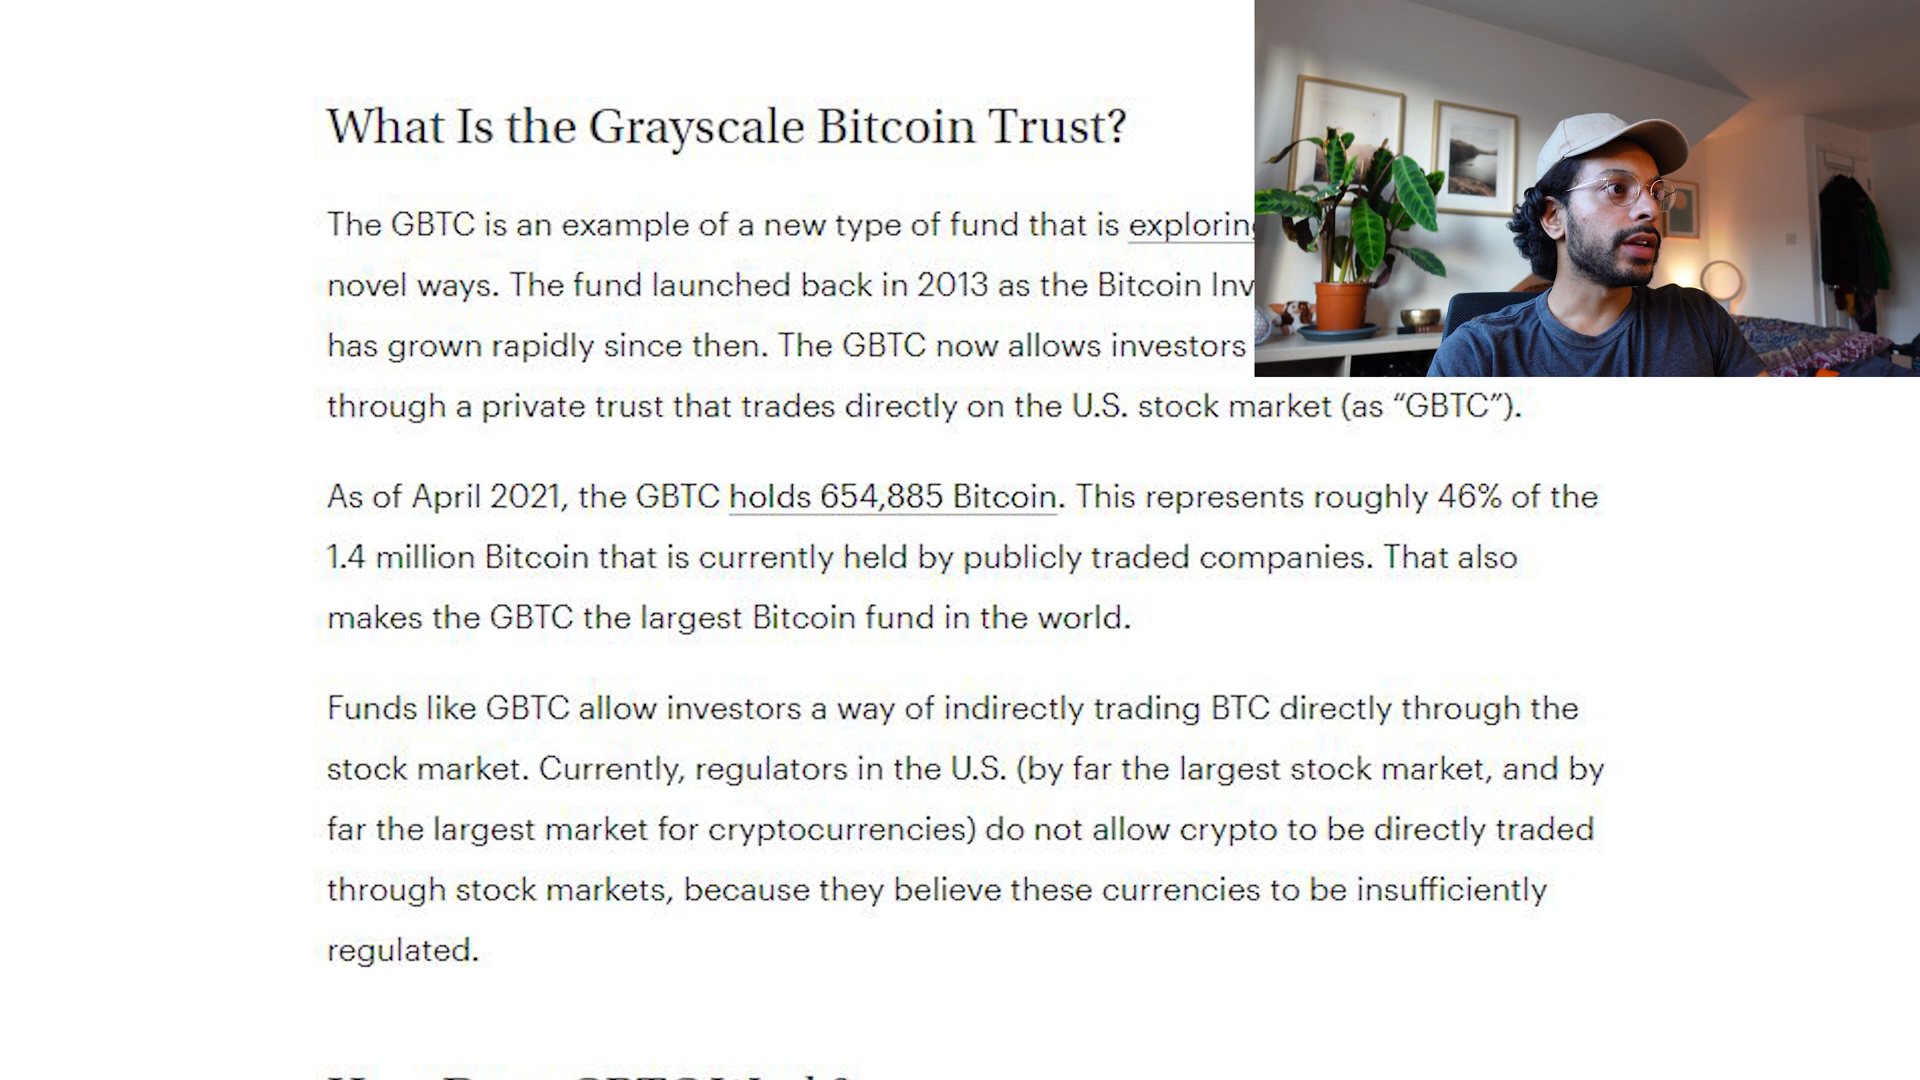 What Is the Grayscale Bitcoin Trust?
The GBTC is an example of a new type of fund that is
novel ways. The fund launched back in 2013 as the Bitcoin
has grown rapidly since then. The GBTC now allows investors
through a private trust that trades directly on the U.S. stock market (as “GBTC”).
As of April 2021, the GBTC holds 654,885 Bitcoin. This represents roughly 46% of the
1.4 million Bitcoin that is currently held by publicly traded companies. That also
makes the GBTC the largest Bitcoin fund in the world.
Funds like GBTC allow investors a way of indirectly trading BTC directly through the
stock market. Currently, regulators in the U.S. (by far the largest stock market, and by
far the largest market for cryptocurrencies) do not allow crypto to be directly traded
through stock markets, because they believe these currencies to be insufficiently
regulated.